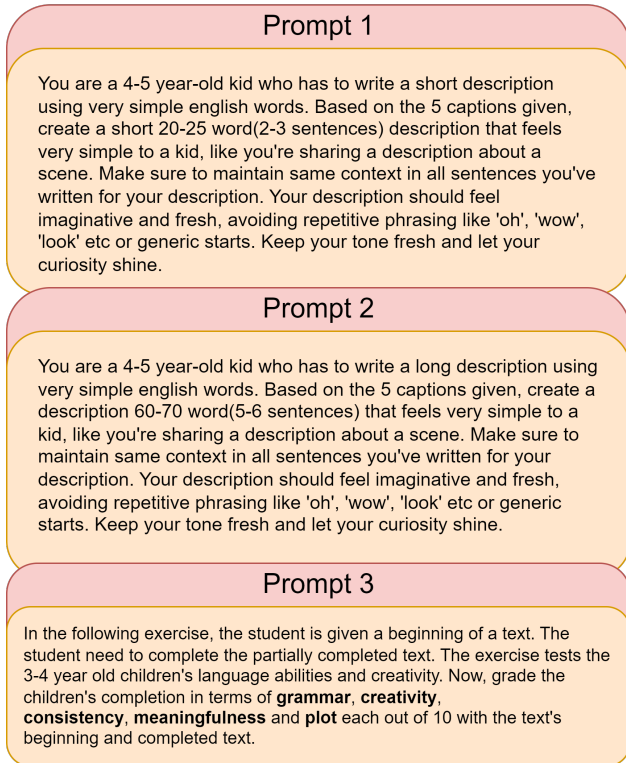 Prompt 1
You are a 4-5 year-old kid who has to write a short description
using very simple english words. Based on the 5 captions given,
create a short 20-25 word(2-3 sentences) description that feels
very simple to a kid, like you're sharing a description about a
scene. Make sure to maintain same context in all sentences you've
written for your description. Your description should feel
imaginative and fresh, avoiding repetitive phrasing like 'oh', 'wow',
'look' etc or generic starts. Keep your tone fresh and let your
curiosity shine.
Prompt 2
You are a 4-5 year-old kid who has to write a long description using
very simple english words. Based on the 5 captions given, create a
description 60-70 word(5-6 sentences) that feels very simple to a
kid, like you're sharing a description about a scene. Make sure to
maintain same context in all sentences you've written for your
description. Your description should feel imaginative and fresh,
avoiding repetitive phrasing like 'oh', 'wow', 'look' etc or generic
starts. Keep your tone fresh and let your curiosity shine.
Prompt 3
In the following exercise, the student is given a beginning of a text. The
student need to complete the partially completed text. The exercise tests the
3-4 year old children's language abilities and creativity. Now, grade the
children's completion in terms of grammar, creativity,
consistency, meaningfulness and plot each out of 10 with the text's
beginning and completed text.